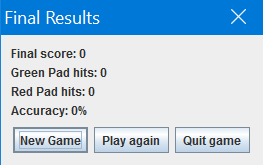 Final Results
Final score: 0
Green Pad hits: 0
Red Pad hits: 0
Accuracy: 0%
New Game Play again Quit game